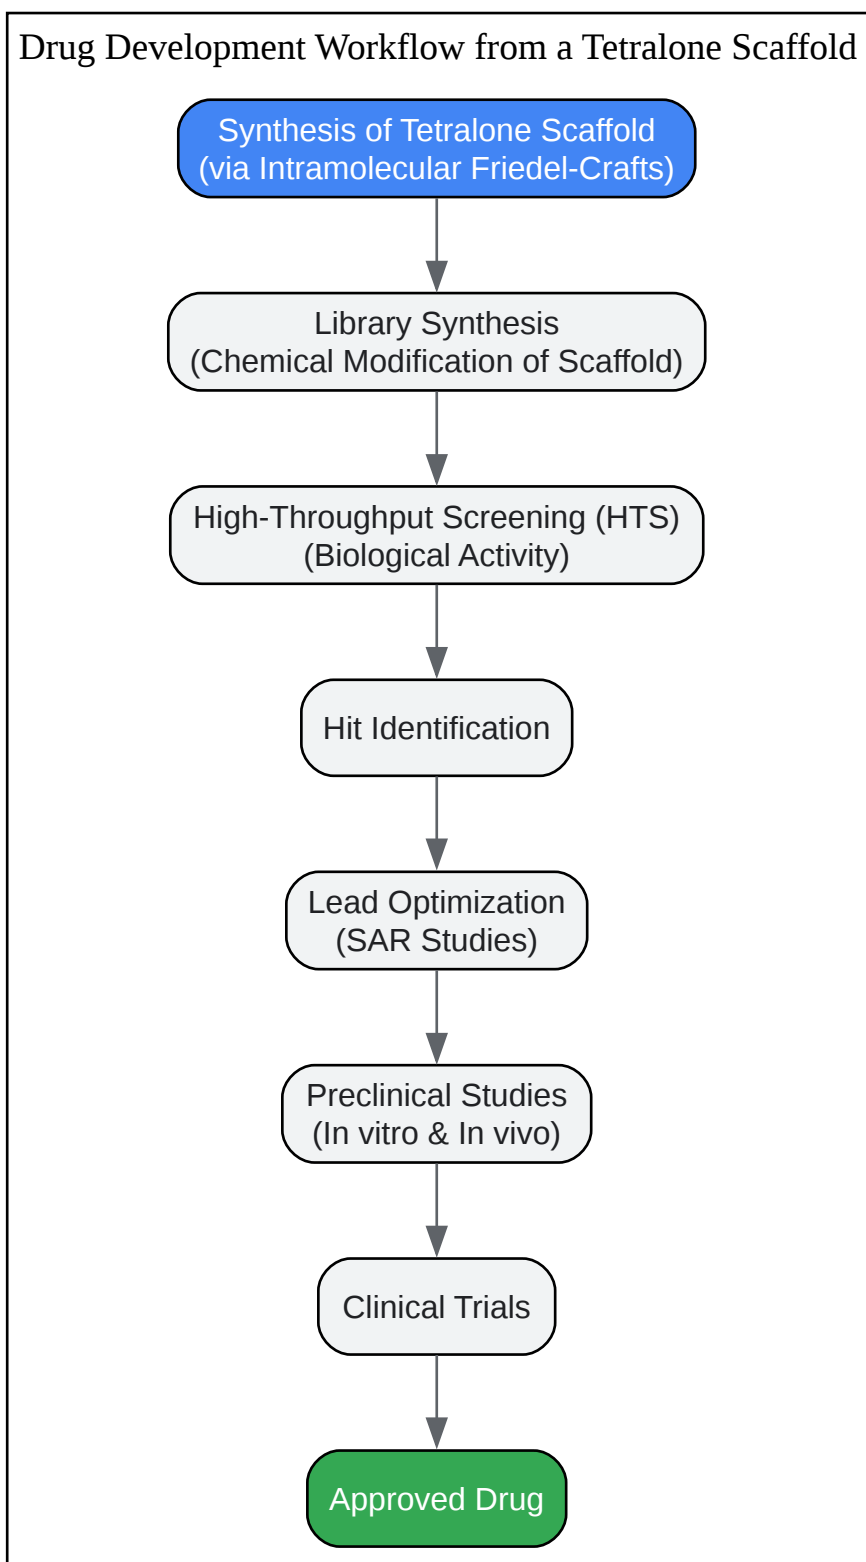 Drug Development Workflow from a Tetralone Scaffold
Synthesis of Tetralone Scaffold
(via Intramolecular Friedel-Crafts)
Library Synthesis
(Chemical Modification of Scaffold)
High-Throughput Screening (HTS)
(Biological Activity)
Hit Identification
Lead Optimization
(SAR Studies)
Preclinical Studies
(In vitro & In vivo)
Clinical Trials
Approved Drug